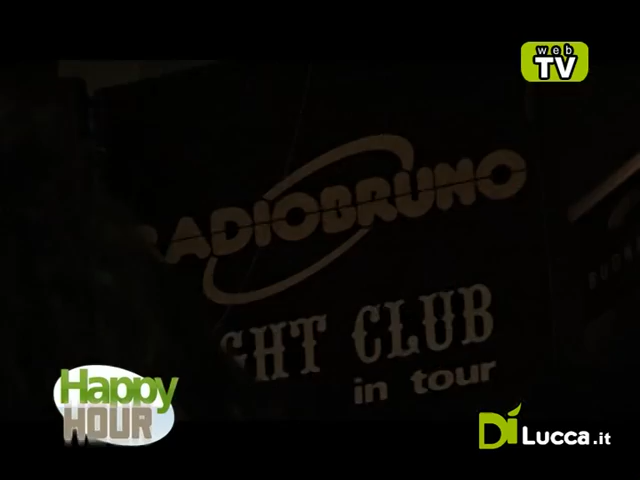 web
TV
RADIOBRUNO
GHT CLUB
in tour
Happy
HOUR
Di Lucca.it